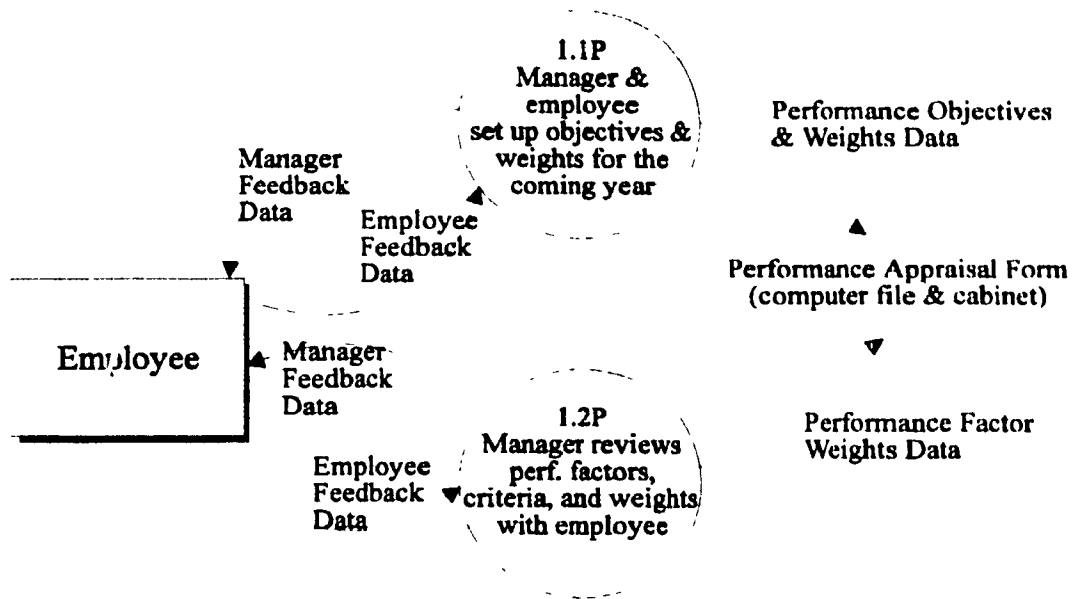 1.1P
Manager &
employee
set up objectives &
weights for the
coming year
Performance Objectives
& Weights Data
Manager
Feedback
Data
Employee
Feedback
Data
Performance Appraisal Form
(computer file & cabinet)
Employee
Manager
Feedback
Data
1.2P
Manager reviews
perf. factors,
criteria, and weights
with employee
Performance Factor
Weights Data
Employee
Feedback
Data